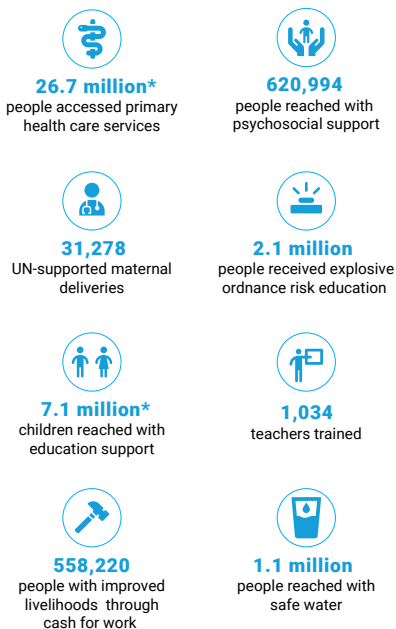 26.7 million*
people accessed primary
health care services
620,994
people reached with
psychosocial support
31,278
UN-supported maternal
deliveries
2.1 million
people received explosive
ordnance risk education
7.1 million*
children reached with
education support
1,034
teachers trained
558,220
people with improved
livelihoods through
cash for work
1.1 million
people reached with
safe water